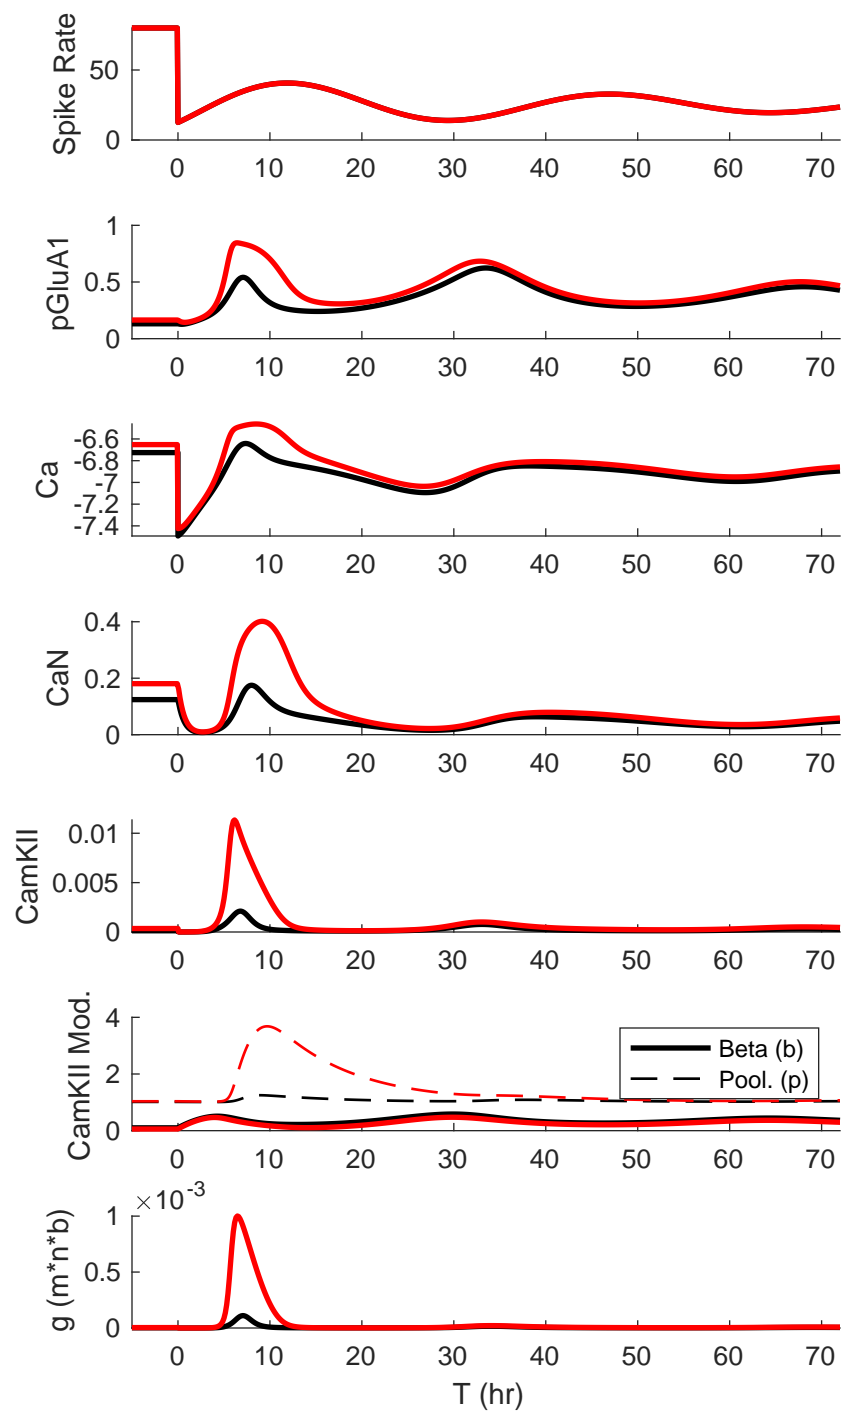 Spike Rate
50
0
0 10 20 30 40 50 60 70
pGluA1
1
0.5
0
0 10 20 30 40 50 60 70
Ca
-6.6
-6.8
-7
-7.2
-7.4
0 10 20 30 40 50 60 70
CaN
0.4
0.2
0
0 10 20 30 40 50 60 70
CamKII
0.01
0.005
0
0 10 20 30 40 50 60 70
CamKII Mod.
4
2
0
Beta (b)
Pool. (p)
0 10 20 30 40 50 60 70
g (m*n*b)
×10^-3
1
0.5
0
0 10 20 30 40 50 60 70
T (hr)